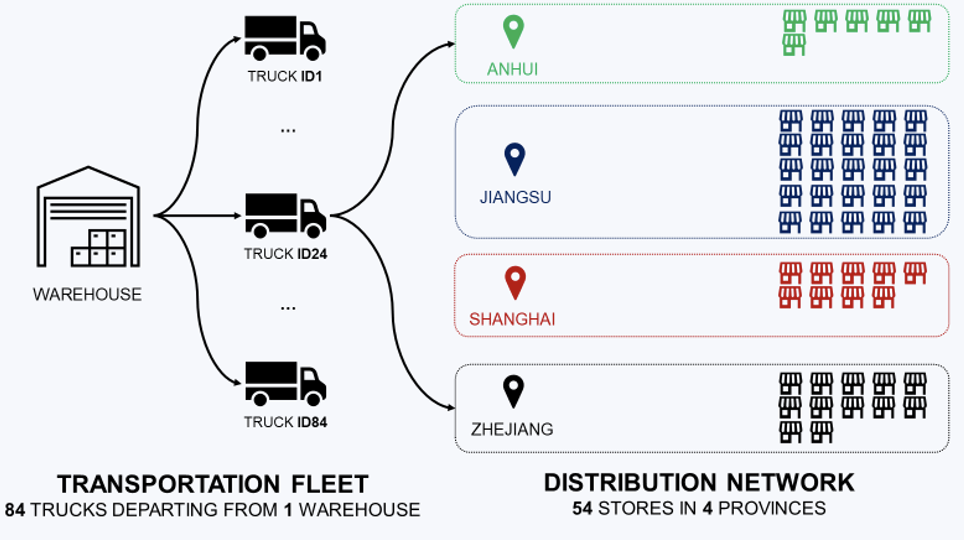 TRUCK ID1
...
TRUCK ID24
...
TRUCK ID84
WAREHOUSE
ANHUI
JIANGSU
SHANGHAI
ZHEJIANG
TRANSPORTATION FLEET
84 TRUCKS DEPARTING FROM 1 WAREHOUSE
DISTRIBUTION NETWORK
54 STORES IN 4 PROVINCES